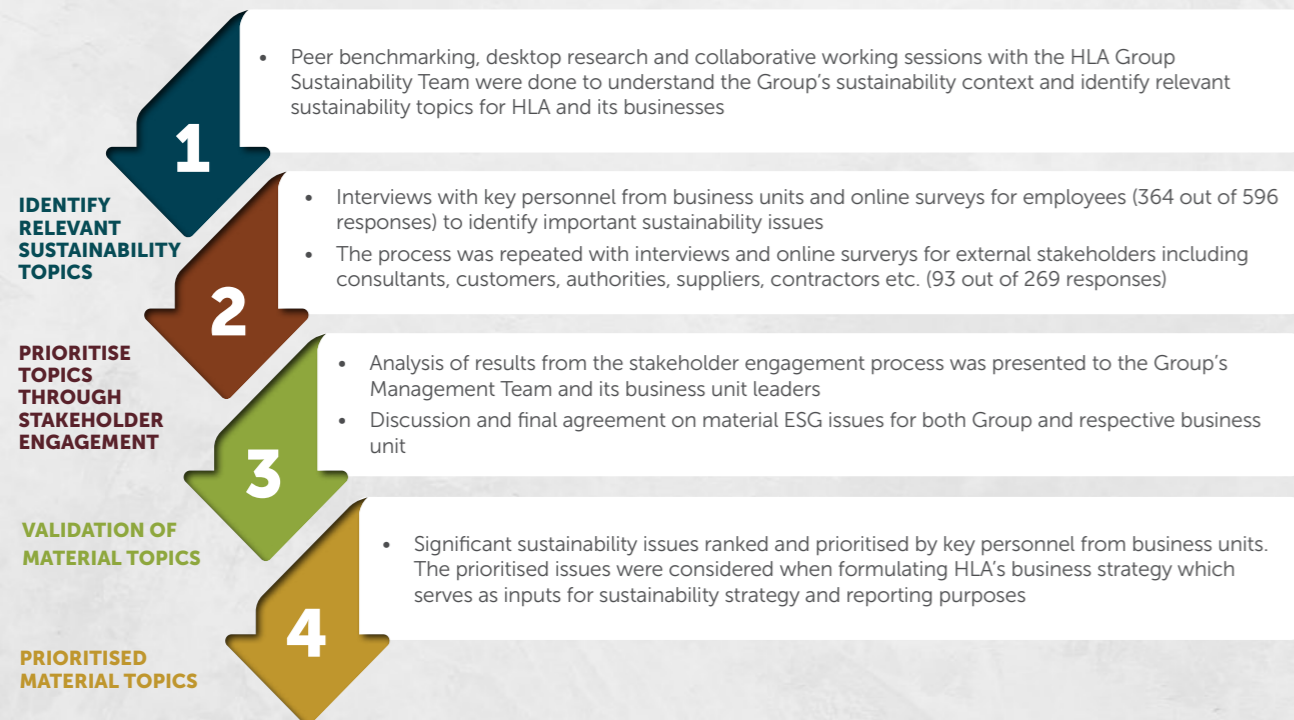 1
• Peer benchmarking, desktop research and collaborative working sessions with the HLA Group
Sustainability Team were done to understand the Group's sustainability context and identify relevant
sustainability topics for HLA and its businesses
IDENTIFY
RELEVANT
SUSTAINABILITY
TOPICS
2
• Interviews with key personnel from business units and online surveys for employees (364 out of 596
responses) to identify important sustainability issues
• The process was repeated with interviews and online surverys for external stakeholders including
consultants, customers, authorities, suppliers, contractors etc. (93 out of 269 responses)
PRIORITISE
TOPICS
THROUGH
STAKEHOLDER
ENGAGEMENT
3
• Analysis of results from the stakeholder engagement process was presented to the Group's
Management Team and its business unit leaders
• Discussion and final agreement on material ESG issues for both Group and respective business
unit
VALIDATION OF
MATERIAL TOPICS
4
• Significant sustainability issues ranked and prioritised by key personnel from business units.
The prioritised issues were considered when formulating HLA's business strategy which
serves as inputs for sustainability strategy and reporting purposes
PRIORITISED
MATERIAL TOPICS